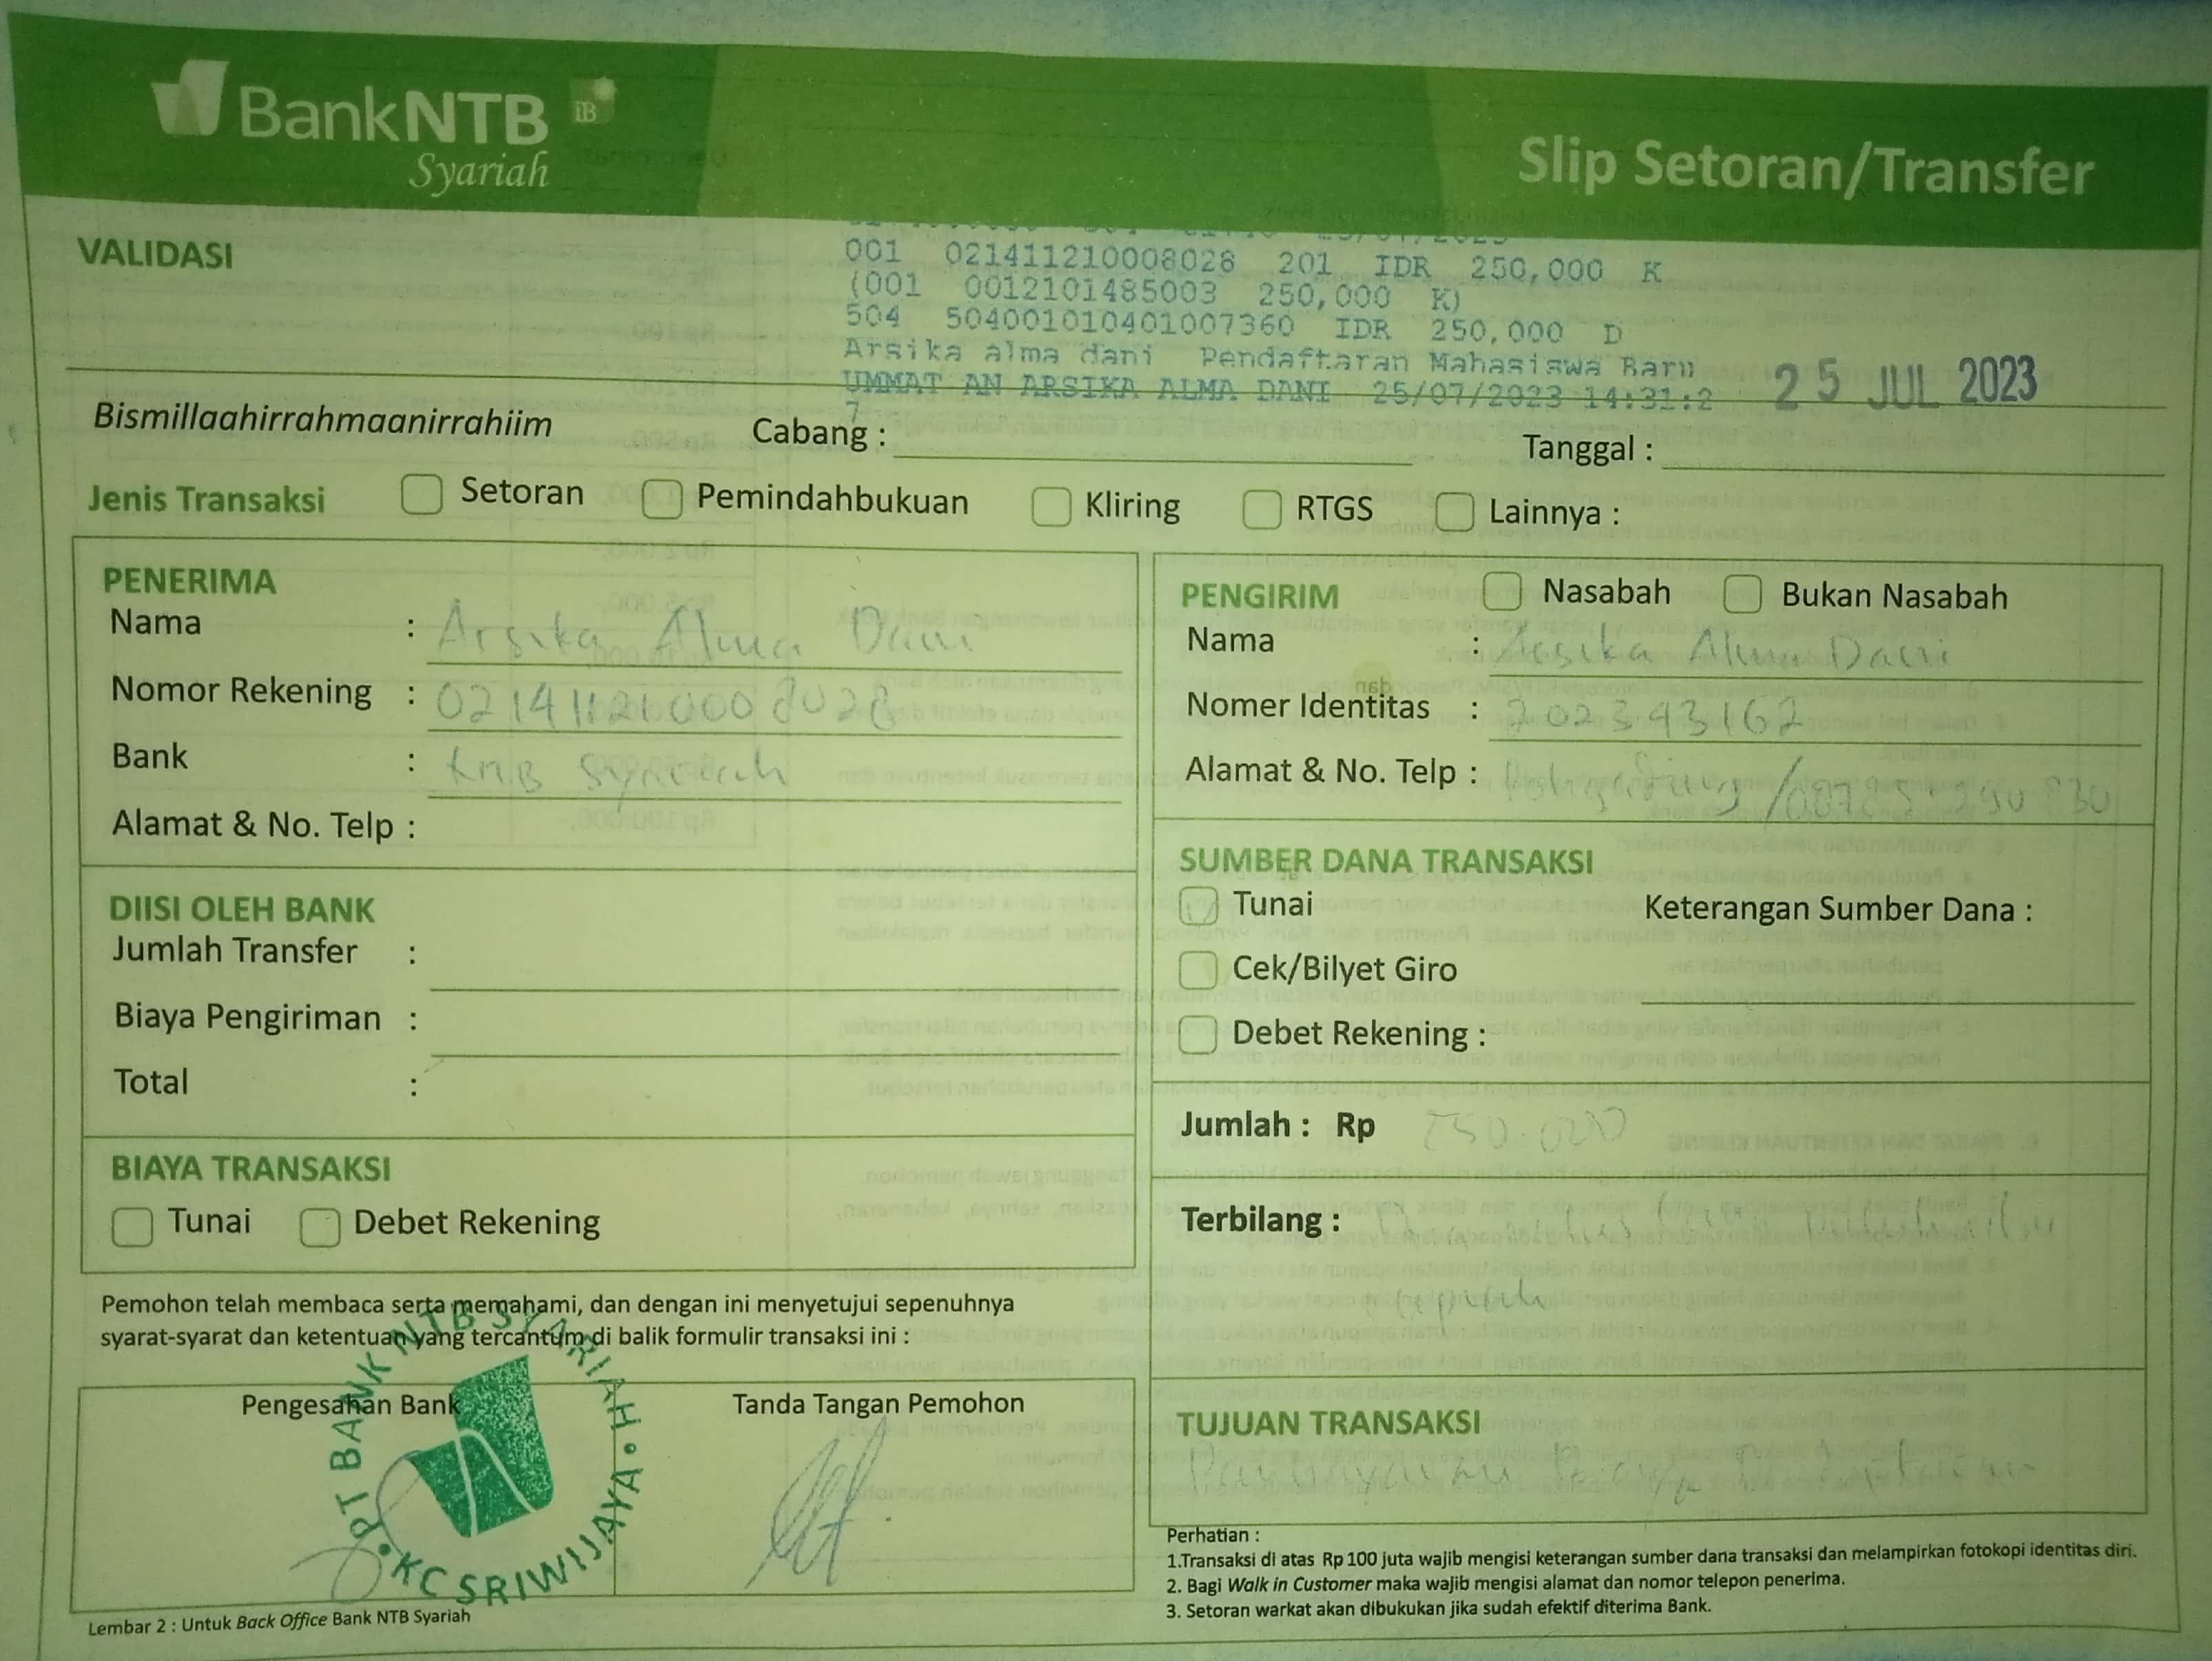 BankNTB iB
Syariah
Slip Setoran/Transfer
VALIDASI
001 021411210008028 201 IDR 250,000 K
(001 0012101485003 250,000 K)
504 504001010401007360 IDR 250,000 D
Arsika alma dani Pendaftaran Mahasiswa Baru
UMMAT AN ARSIKA ALMA DANI 25/07/2023 14:31:2
7
25 JUL 2023
Bismillaahirrahmaanirrahiim
Cabang :
Tanggal :
Jenis Transaksi Setoran Pemindahbukuan Kliring RTGS Lainnya :
PENERIMA
Nama : Arsika Alma Dani
Nomor Rekening : 021411210008028
Bank : Syariah
Alamat & No. Telp :
PENGIRIM Nasabah Bukan Nasabah
Nama : Arsika Alma Dani
Nomer Identitas : 202343162
Alamat & No. Telp :
DIISI OLEH BANK
Jumlah Transfer :
Biaya Pengiriman :
Total :
SUMBER DANA TRANSAKSI
Tunai Keterangan Sumber Dana :
Cek/Bilyet Giro
Debet Rekening :
Jumlah : Rp 250.000
BIAYA TRANSAKSI
Tunai Debet Rekening
Terbilang : puluh ribu
rupiah
Pemohon telah membaca serta memahami, dan dengan ini menyetujui sepenuhnya
syarat-syarat dan ketentuan yang tercantum di balik formulir transaksi ini :
Pengesahan Bank
Tanda Tangan Pemohon
PT BANK NTB SYARIAH • KC SRIWIJAYA •
TUJUAN TRANSAKSI
Perhatian :
1.Transaksi di atas Rp 100 juta wajib mengisi keterangan sumber dana transaksi dan melampirkan fotokopi identitas diri.
2. Bagi Walk in Customer maka wajib mengisi alamat dan nomor telepon penerima.
3. Setoran warkat akan dibukukan jika sudah efektif diterima Bank.
Lembar 2 : Untuk Back Office Bank NTB Syariah